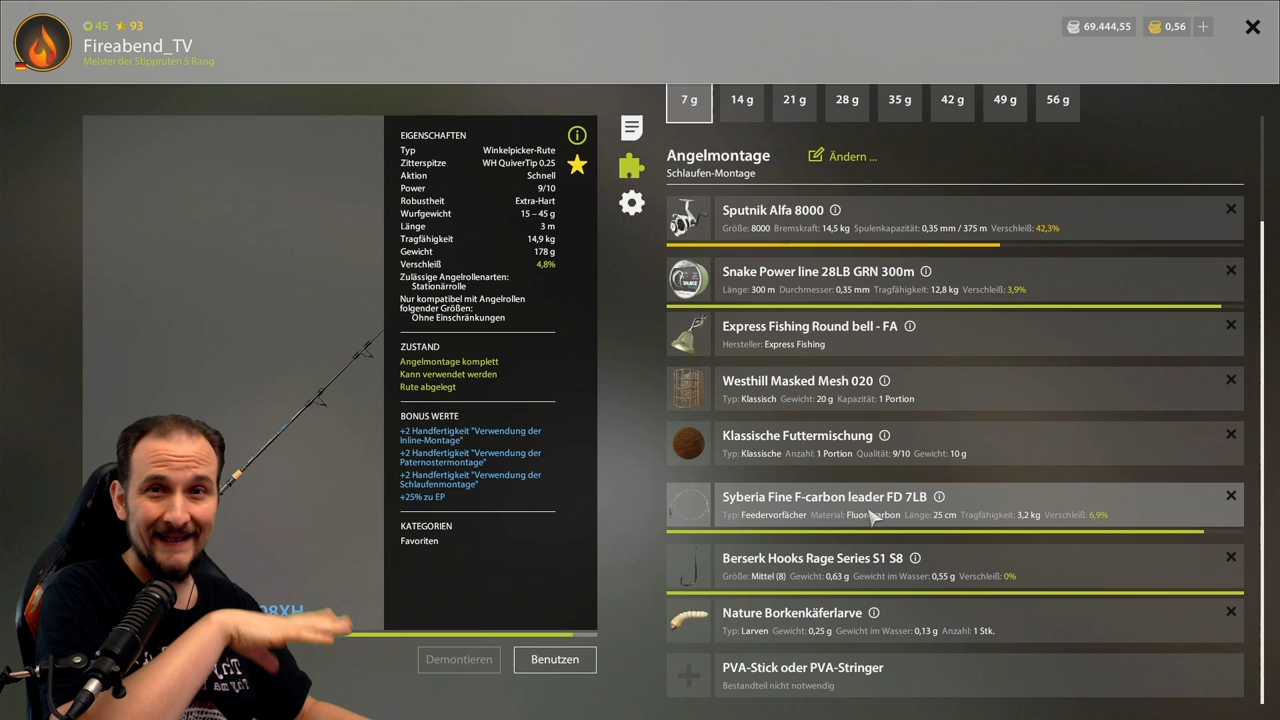 45 93
Fireabend_TV
Meister der Stippruten 5 Rang
69.444,55
0,56
7 g
14 g
21 g
28 g
35 g
42 g
49 g
56 g
EIGENSCHAFTEN
Typ Winkelpicker-Rute
Zitterspitze WH QuiverTip 0.25
Aktion Schnell
Power 9/10
Robustheit Extra-Hart
Wurfgewicht 15 – 45 g
Länge 3 m
Tragfähigkeit 14,9 kg
Gewicht 178 g
Verschleiß 4,8%
Zulässige Angelrollenarten:
Stationärrolle
Nur kompatibel mit Angelrollen
folgender Größen:
Ohne Einschränkungen
ZUSTAND
Angelmontage komplett
Kann verwendet werden
Rute abgelegt
BONUS WERTE
+2 Handfertigkeit "Verwendung der
Inline-Montage"
+2 Handfertigkeit "Verwendung der
Paternostermontage"
+2 Handfertigkeit "Verwendung der
Schlaufenmontage"
+25% zu EP
KATEGORIEN
Favoriten
98XH
Demontieren
Benutzen
Angelmontage
Ändern ...
Schlaufen-Montage
Sputnik Alfa 8000
Größe: 8000 Bremskraft: 14,5 kg Spulenkapazität: 0,35 mm / 375 m Verschleiß: 42,3%
Snake Power line 28LB GRN 300m
Länge: 300 m Durchmesser: 0,35 mm Tragfähigkeit: 12,8 kg Verschleiß: 3,9%
Express Fishing Round bell - FA
Hersteller: Express Fishing
Westhill Masked Mesh 020
Typ: Klassisch Gewicht: 20 g Kapazität: 1 Portion
Klassische Futtermischung
Typ: Klassische Anzahl: 1 Portion Qualität: 9/10 Gewicht: 10 g
Syberia Fine F-carbon leader FD 7LB
Typ: Feedervorfächer Material: Fluorcarbon Länge: 25 cm Tragfähigkeit: 3,2 kg Verschleiß: 6,9%
Berserk Hooks Rage Series S1 S8
Größe: Mittel (8) Gewicht: 0,63 g Gewicht im Wasser: 0,55 g Verschleiß: 0%
Nature Borkenkäferlarve
Typ: Larven Gewicht: 0,25 g Gewicht im Wasser: 0,13 g Anzahl: 1 Stk.
PVA-Stick oder PVA-Stringer
Bestandteil nicht notwendig